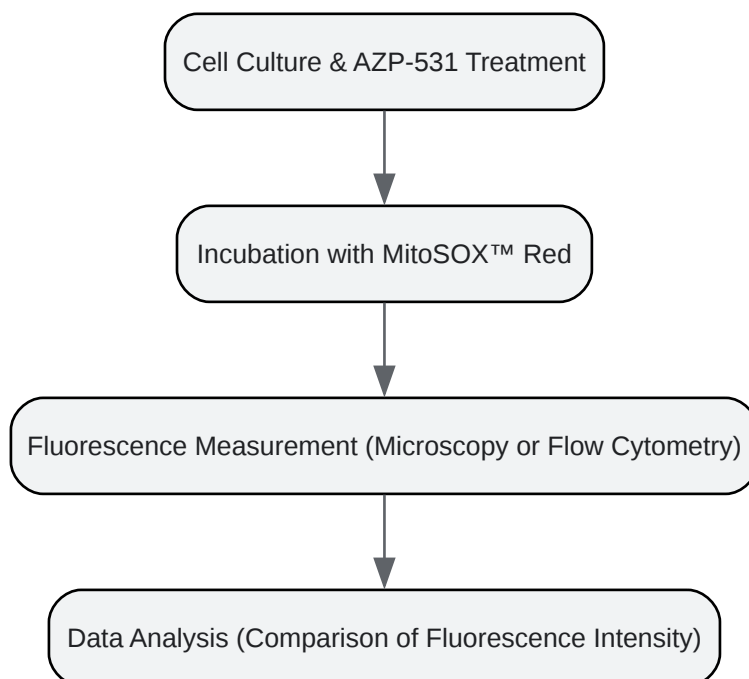 Cell Culture & AZP-531 Treatment
Incubation with MitoSOX™ Red
Fluorescence Measurement (Microscopy or Flow Cytometry)
Data Analysis (Comparison of Fluorescence Intensity)